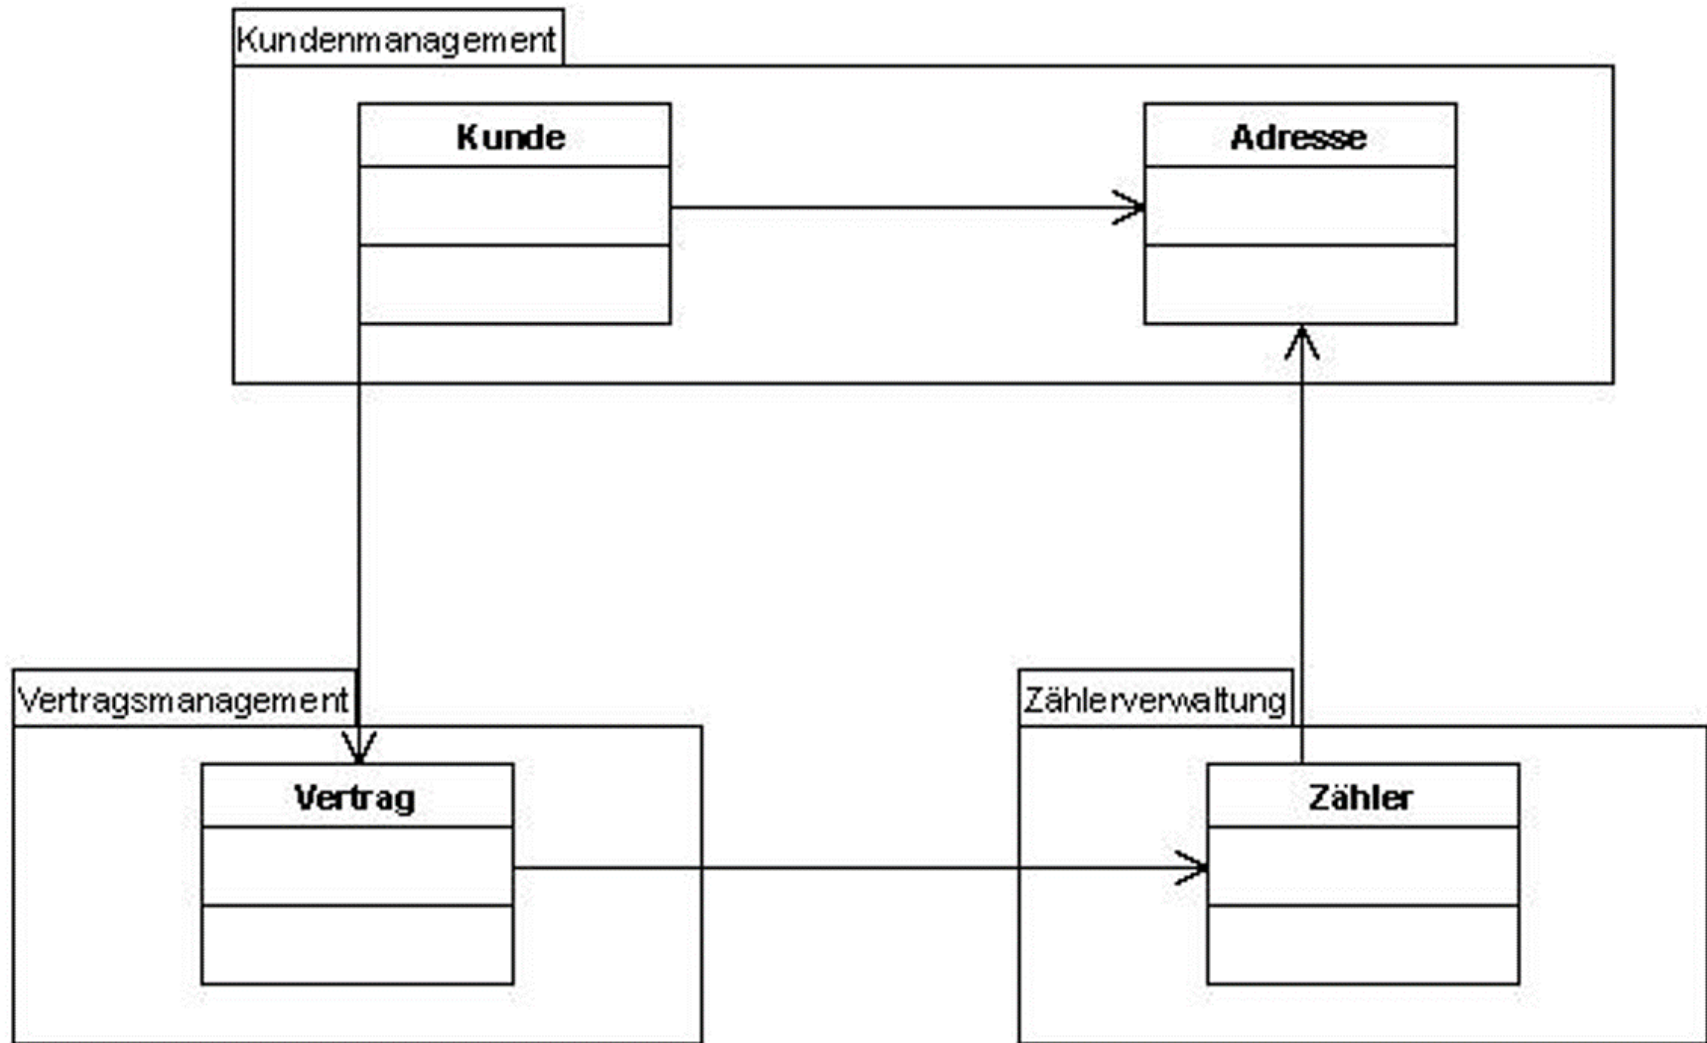 Kundenmanagement
Kunde
Adresse
Vertragsmanagement
Zählerverwaltung
Vertrag
Zähler